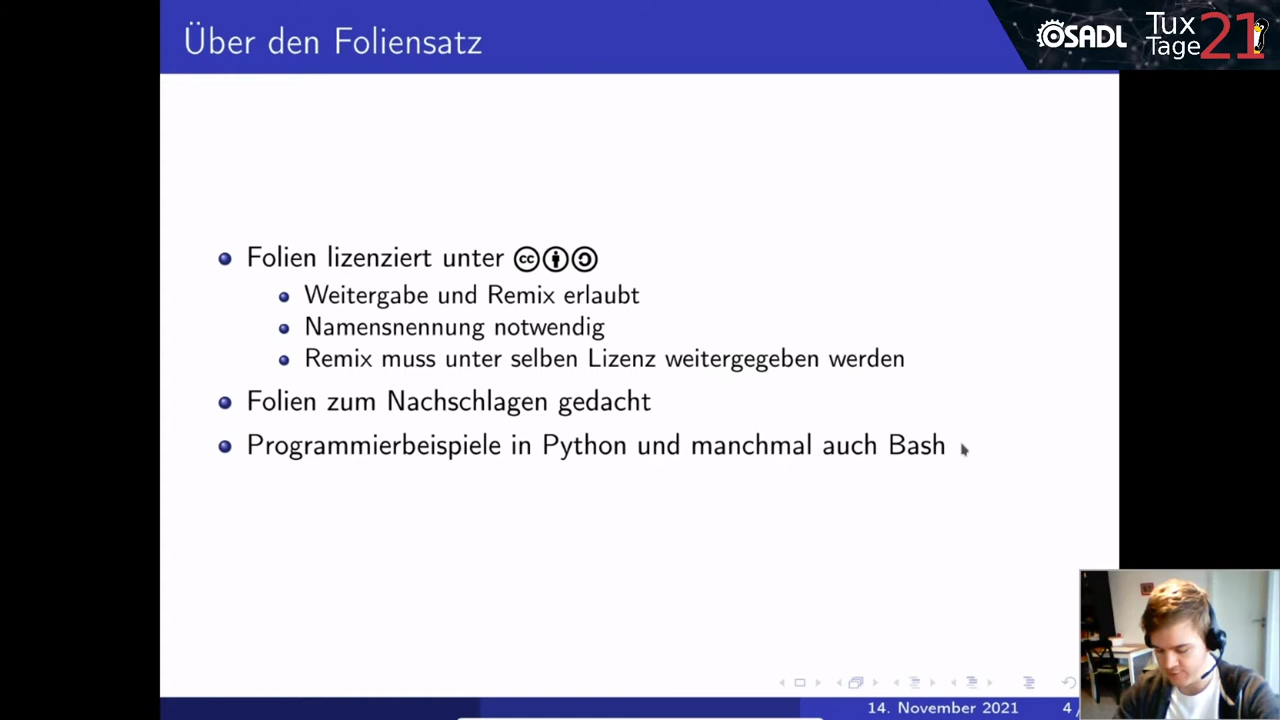 Über den Foliensatz
OSADL
Tux
Tage
21
Folien lizenziert unter
Weitergabe und Remix erlaubt
Namensnennung notwendig
Remix muss unter selben Lizenz weitergegeben werden
Folien zum Nachschlagen gedacht
Programmierbeispiele in Python und manchmal auch Bash
14. November 2021
4 /